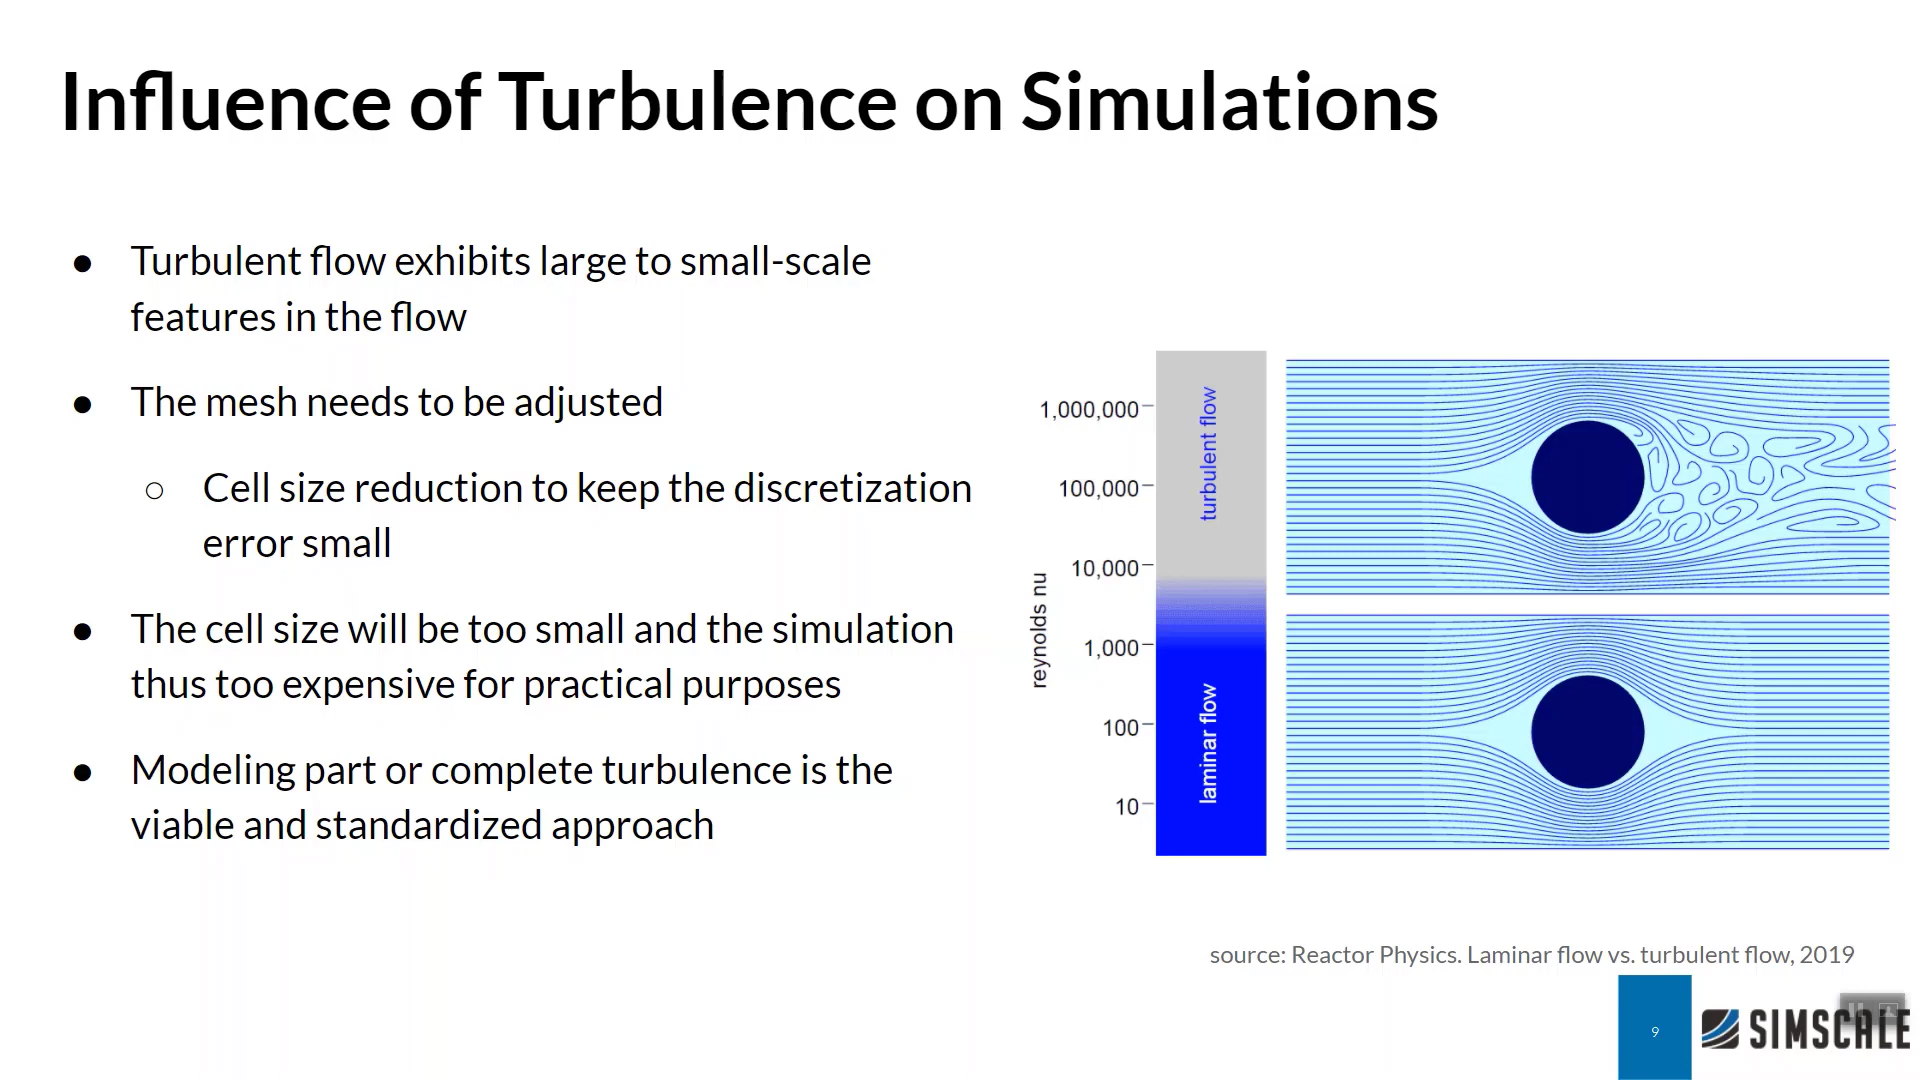 Influence of Turbulence on Simulations
● Turbulent flow exhibits large to small-scale
features in the flow
● The mesh needs to be adjusted
○ Cell size reduction to keep the discretization
error small
● The cell size will be too small and the simulation
thus too expensive for practical purposes
● Modeling part or complete turbulence is the
viable and standardized approach
reynolds nu
1,000,000
100,000
10,000
1,000
100
10
turbulent flow
laminar flow
source: Reactor Physics. Laminar flow vs. turbulent flow, 2019
9
SIMSCALE